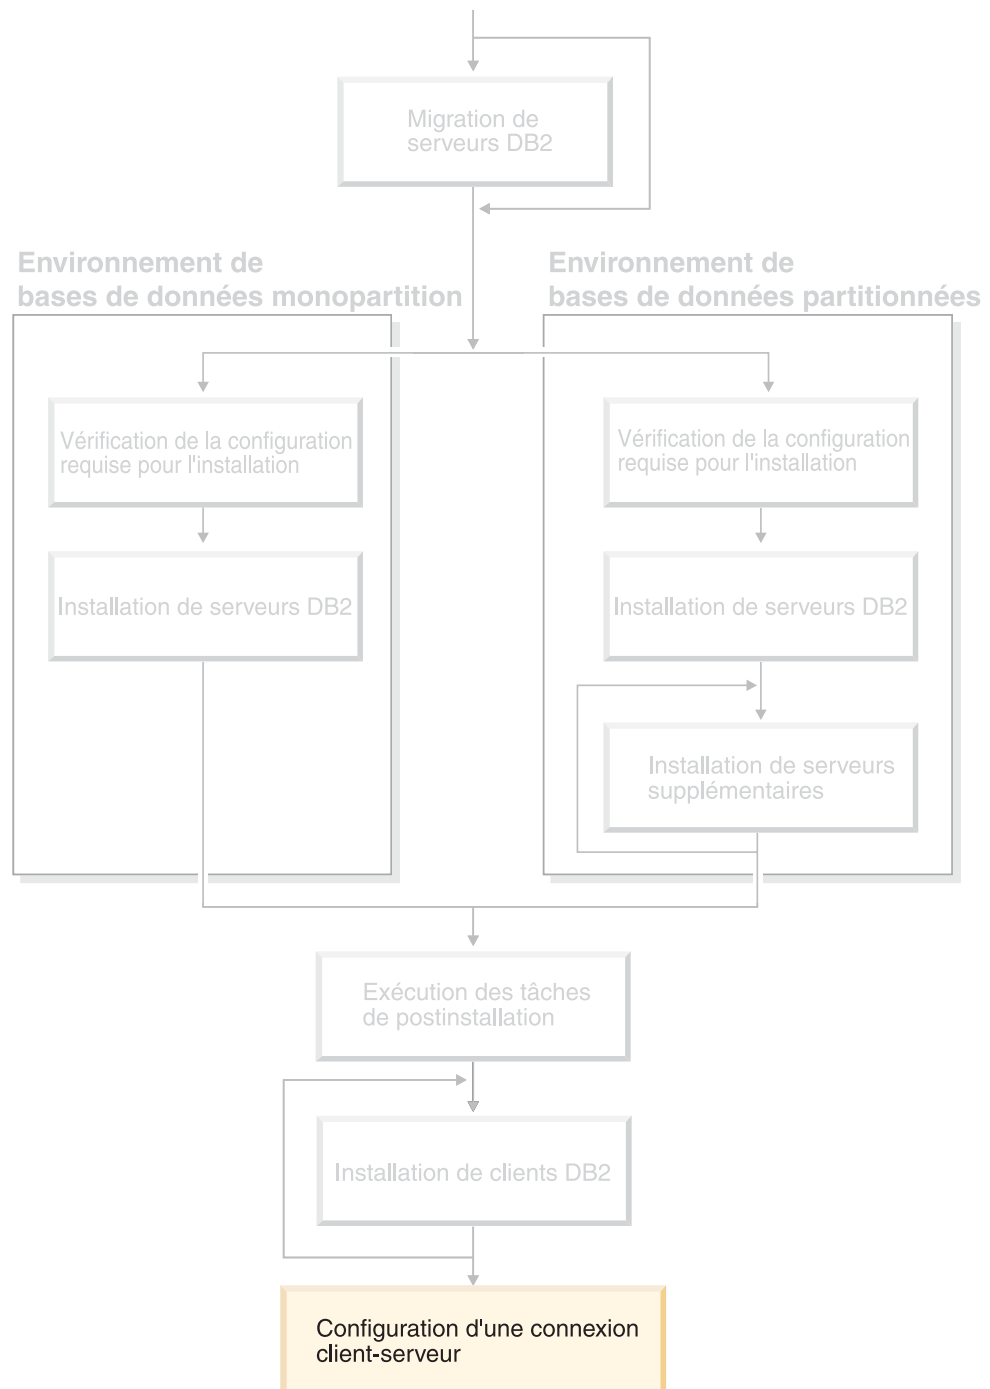 Migration de
serveurs DB2
Environnement de
bases de données monopartition
Environnement de
bases de données partitionnées
Vérification de la configuration
requise pour l'installation
Vérification de la configuration
requise pour l'installation
Installation de serveurs DB2
Installation de serveurs DB2
Installation de serveurs
supplémentaires
Exécution des tâches
de postinstallation
Installation de clients DB2
Configuration d'une connexion
client-serveur